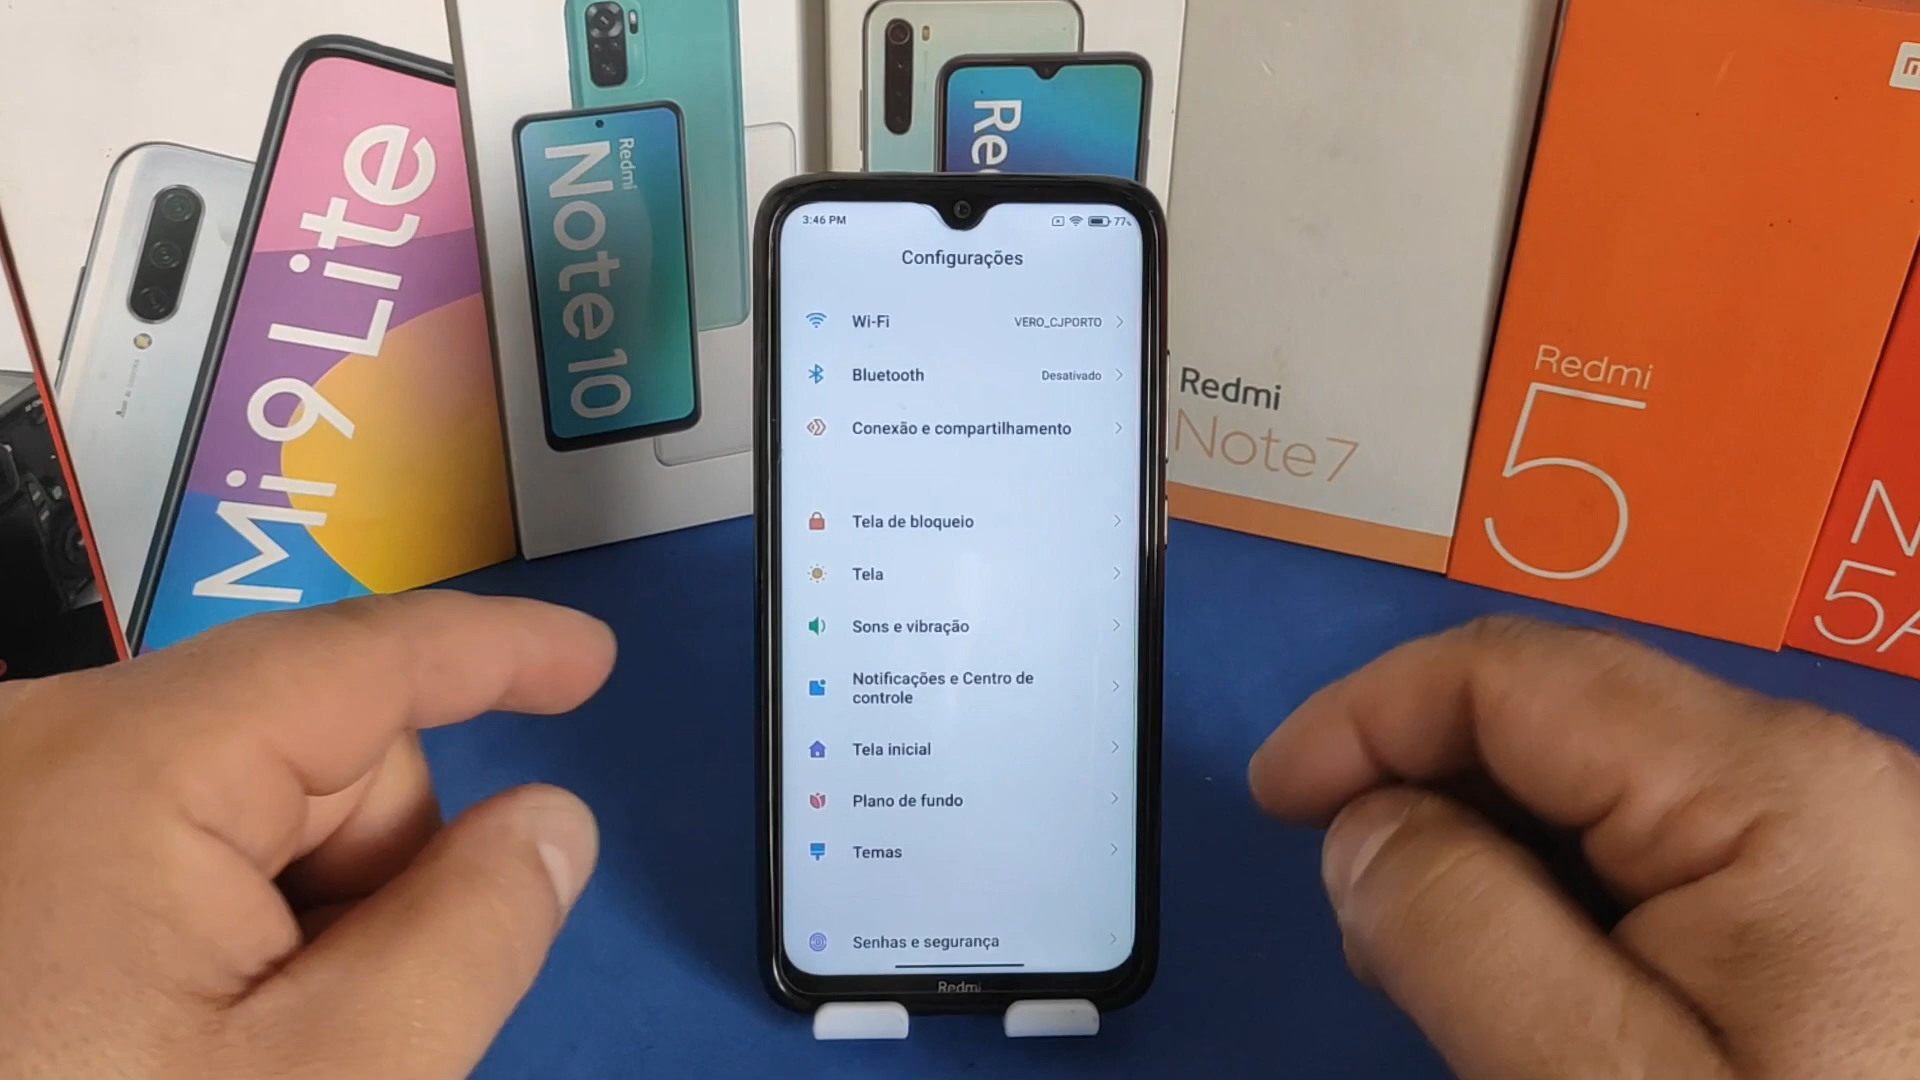 Mi 9 Lite
Redmi
Note 10
Re
3:46 PM
77
Configurações
Wi-Fi
VERO_CJPORTO
Bluetooth
Desativado
Conexão e compartilhamento
Tela de bloqueio
Tela
Sons e vibração
Notificações e Centro de
controle
Tela inicial
Plano de fundo
Temas
Senhas e segurança
Redmi
Redmi
Note 7
Redmi
5
N
5A